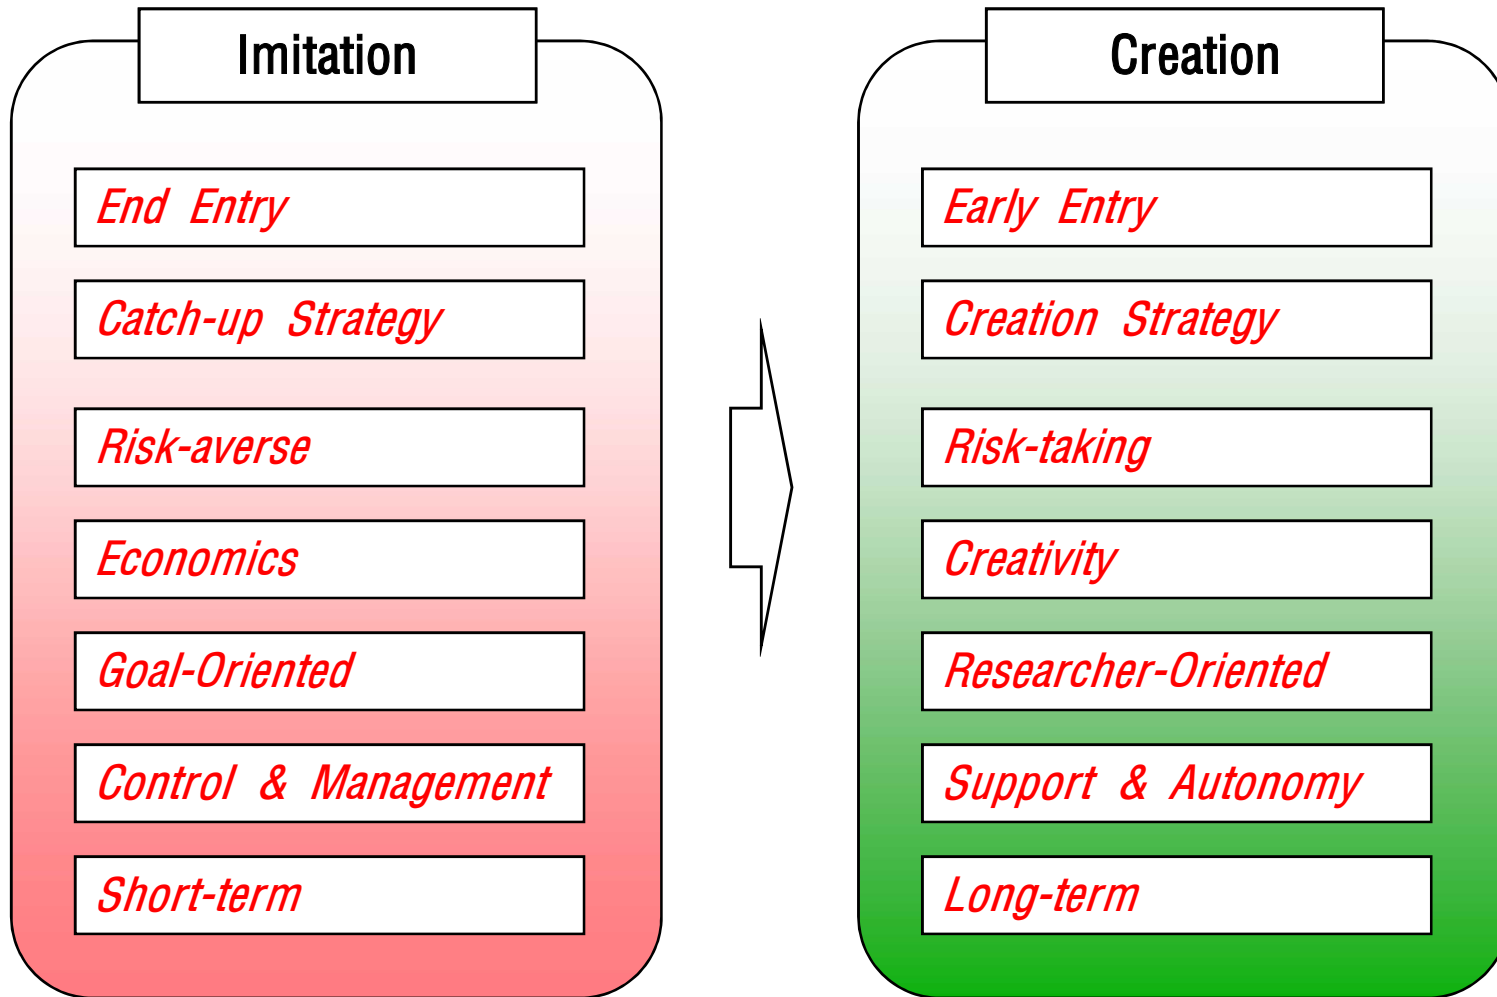 Imitation
End Entry
Catch-up Strategy
Risk-averse
Economics
Goal-Oriented
Control & Management
Short-term
Creation
Early Entry
Creation Strategy
Risk-taking
Creativity
Researcher-Oriented
Support & Autonomy
Long-term